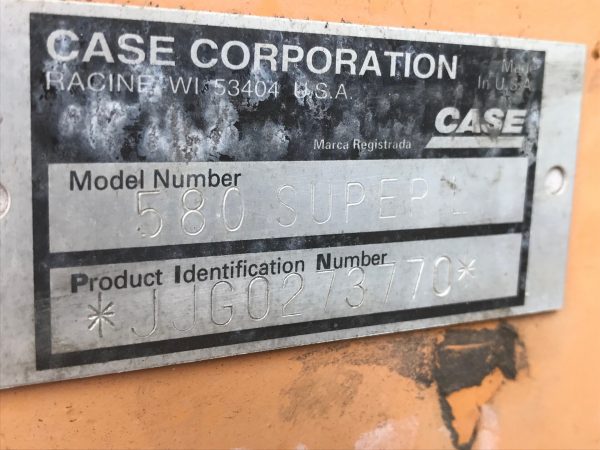 CASE CORPORATION
RACINE, WI 53404 U.S.A.
Made
In U.S.A.
CASE
Marca Registrada
Model Number
580 SUPER L
Product Identification Number
*JJG0273770*